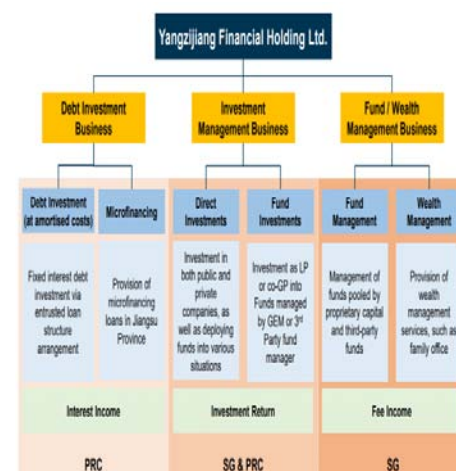 Yangzijiang Financial Holding Ltd.
Debt Investment
Business
Investment
Management Business
Fund / Wealth
Management Business
Debt Investment
(at amortised costs)
Microfinancing
Direct
Investments
Fund
Investments
Fund
Management
Wealth
Management
Fixed interest debt
investment via
entrusted loan
structure
arrangement
Provision of
microfinancing
loans in Jiangsu
Province
Investment in
both public and
private
companies, as
well as deploying
funds into various
situations
Investment as LP
or co-GP into
Funds managed
by GEM or 3rd
Party fund
manager
Management of
funds pooled by
proprietary capital
and third-party
funds
Provision of
wealth
management
services, such as
family office
Interest Income
Investment Return
Fee Income
PRC
SG & PRC
SG